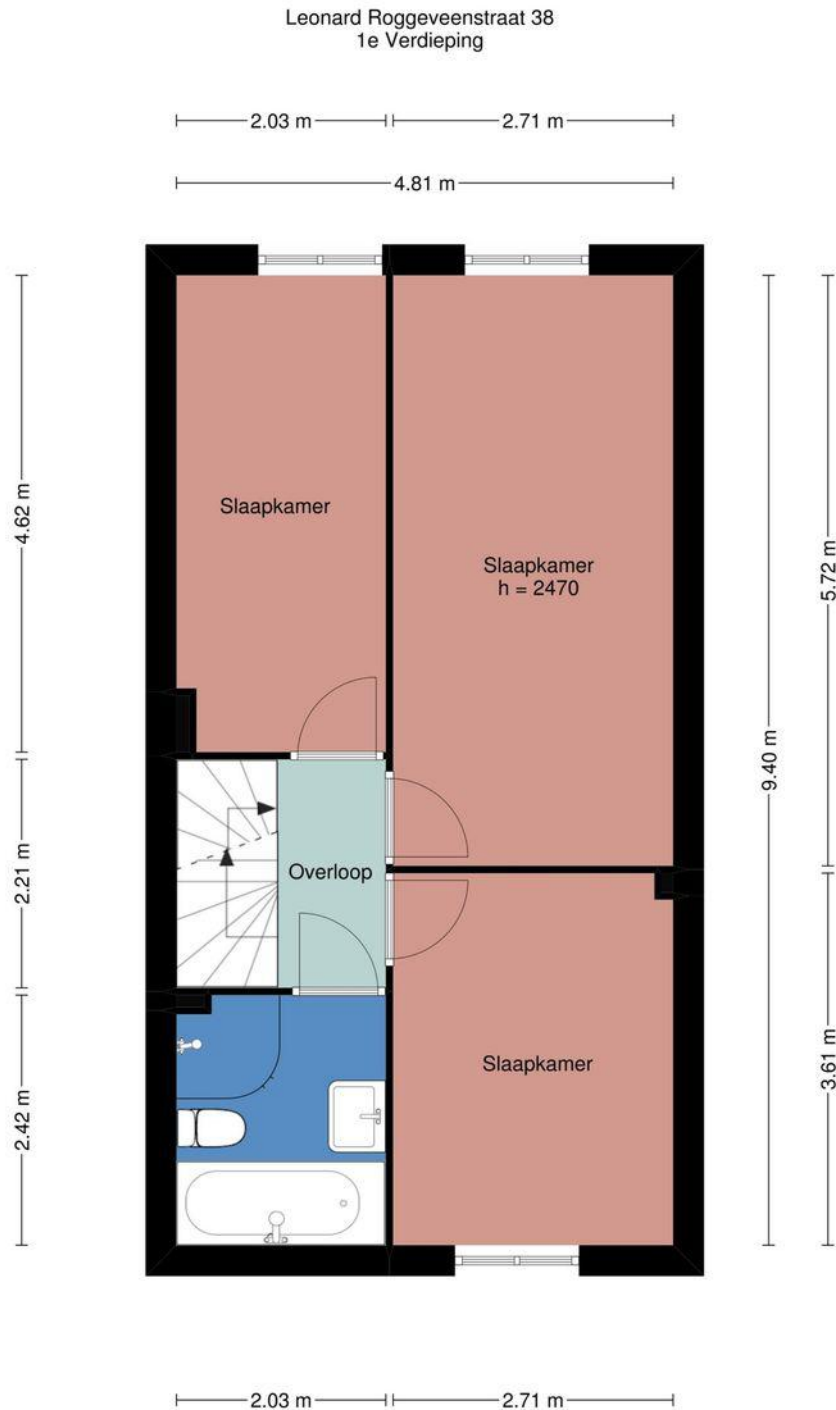 Leonard Roggeveenstraat 38
1e Verdieping
2.03 m
2.71 m
4.81 m
4.62 m
Slaapkamer
Slaapkamer
h = 2470
5.72 m
9.40 m
2.21 m
Overloop
Slaapkamer
3.61 m
2.42 m
2.03 m
2.71 m